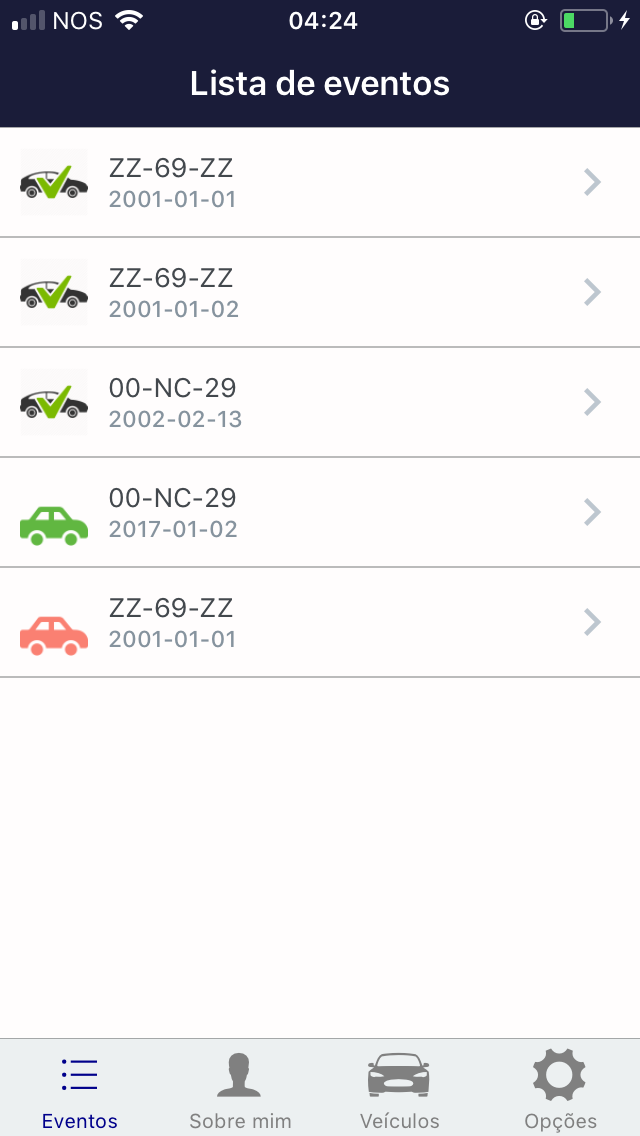 NOS 04:24
Lista de eventos
ZZ-69-ZZ
2001-01-01
ZZ-69-ZZ
2001-01-02
00-NC-29
2002-02-13
00-NC-29
2017-01-02
ZZ-69-ZZ
2001-01-01
Eventos Sobre mim Veículos Opções